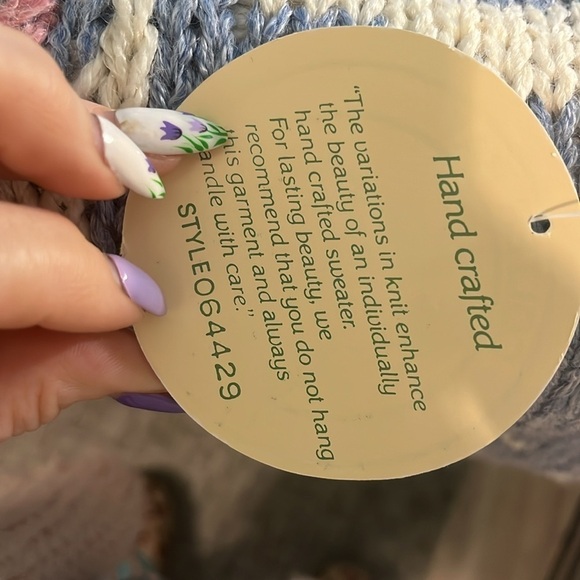 Hand crafted
"The variations in knit enhance
the beauty of an individually
hand crafted sweater.
For lasting beauty, we
recommend that you do not hang
this garment and always
handle with care."
STYLE064429